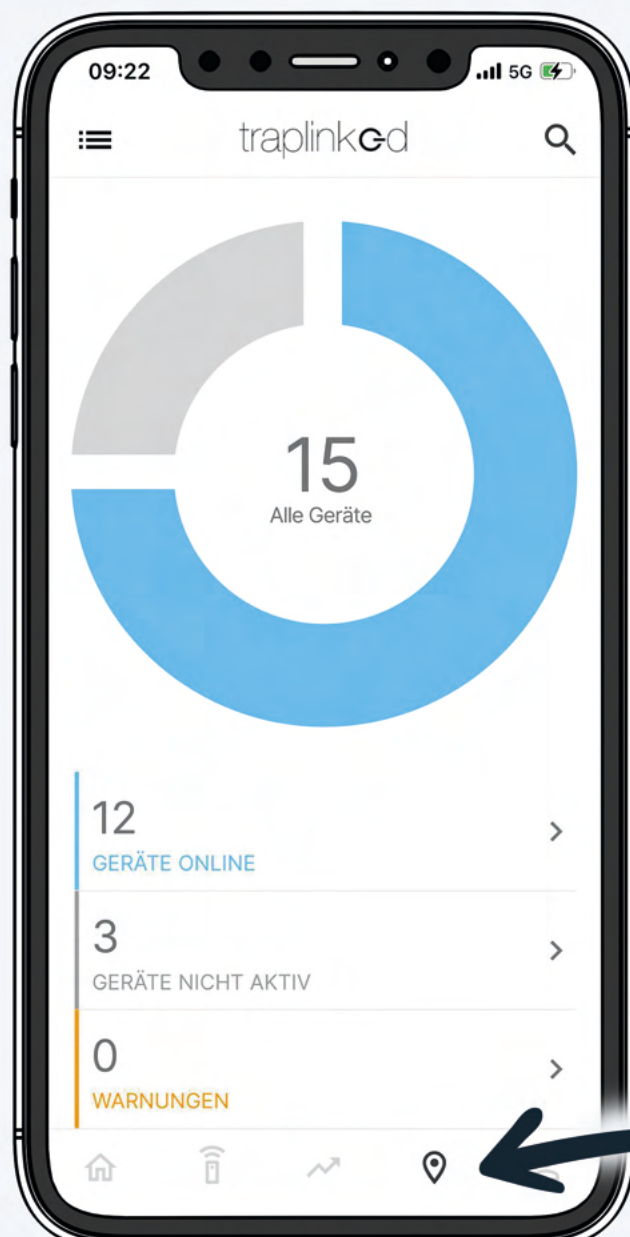 09:22
5G
traplinked
15
Alle Geräte
12
GERÄTE ONLINE
3
GERÄTE NICHT AKTIV
0
WARNUNGEN